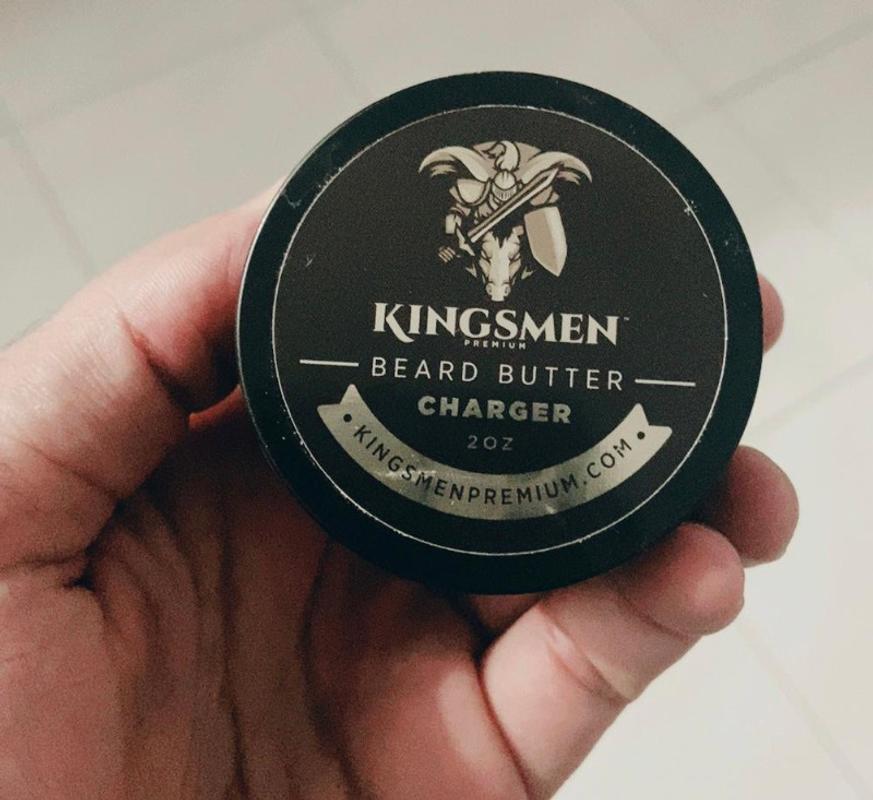 KINGSMEN™
PREMIUM
BEARD BUTTER
CHARGER
2OZ
• KINGSMENPREMIUM.COM •